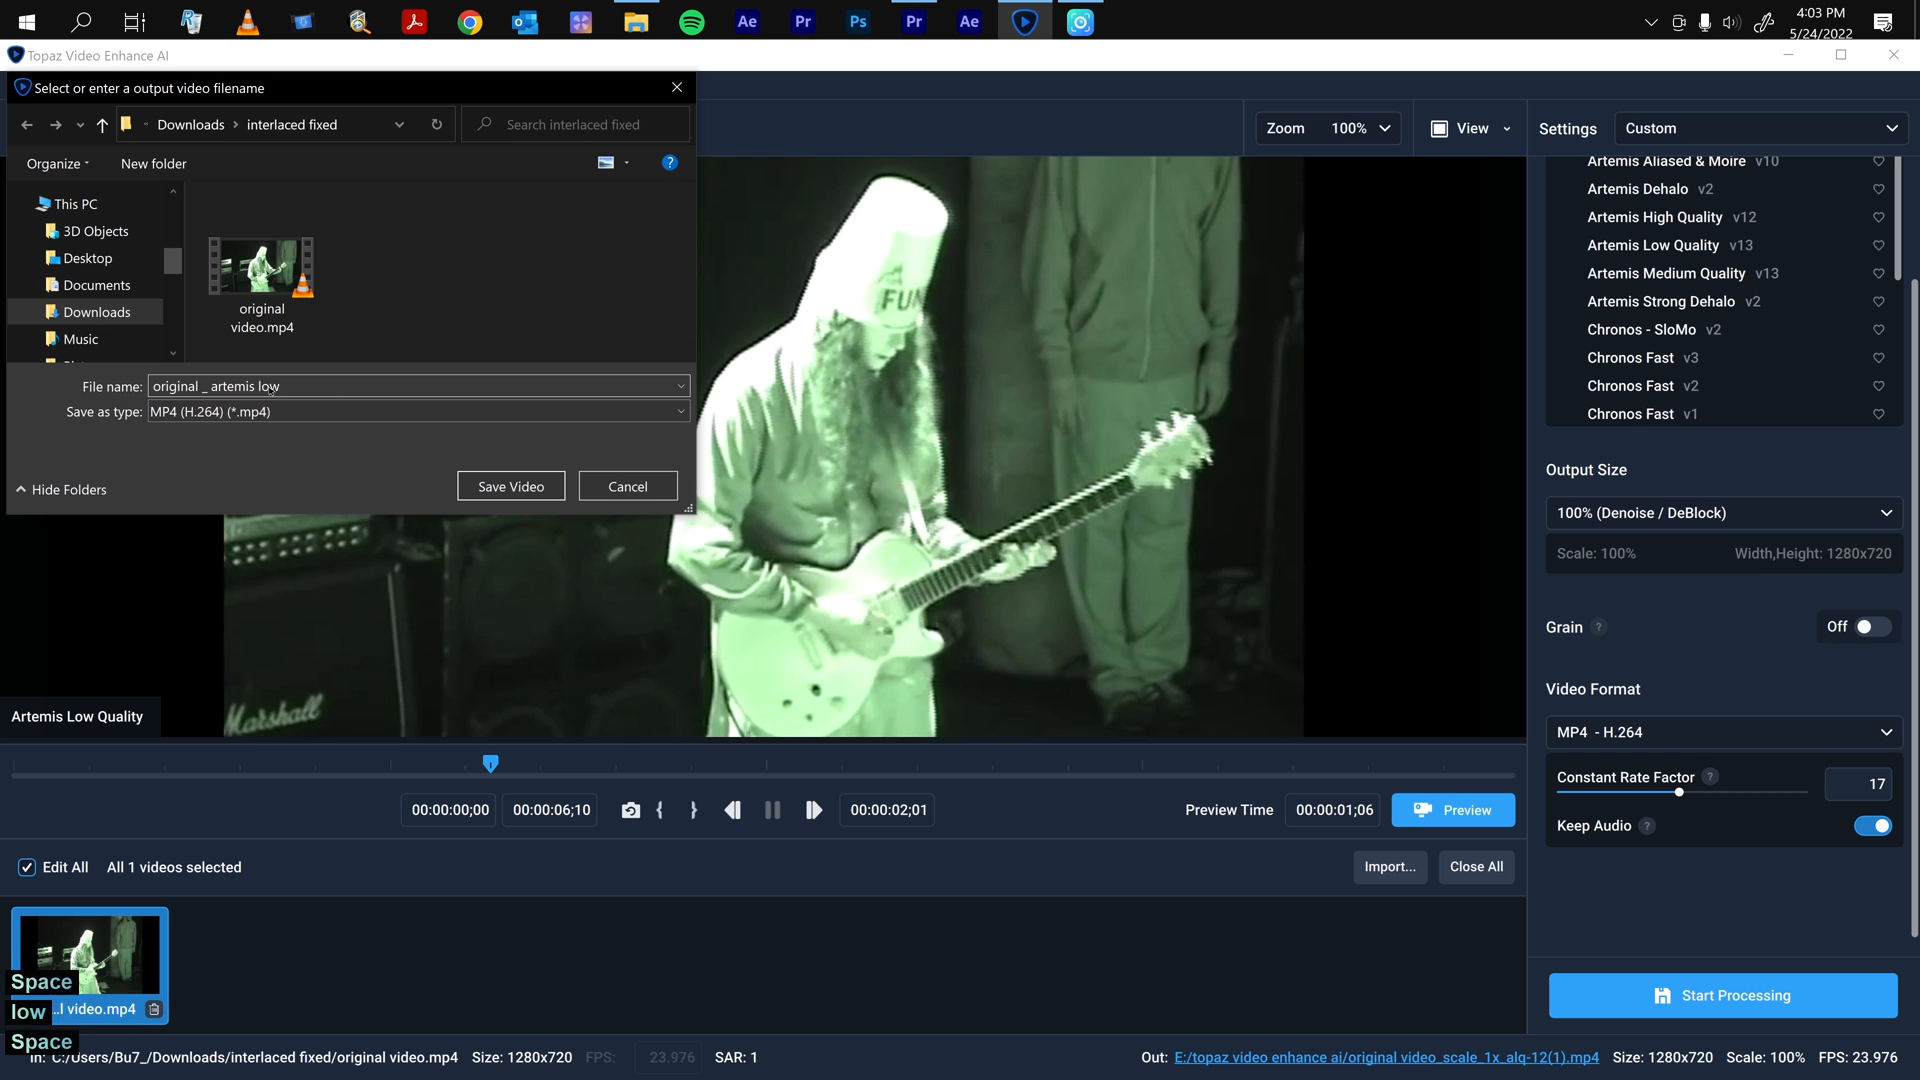 Ae
Pr
Ps
Pr
Ae
4:03 PM
5/24/2022
Topaz Video Enhance AI
Select or enter a output video filename
Downloads
interlaced fixed
Search interlaced fixed
Organize
New folder
This PC
3D Objects
Desktop
Documents
Downloads
Music
original
video.mp4
File name: original _ artemis low
Save as type: MP4 (H.264) (*.mp4)
Hide Folders
Save Video
Cancel
Zoom 100%
View
Settings
Custom
Artemis Aliased & Moire v10
Artemis Dehalo v2
Artemis High Quality v12
Artemis Low Quality v13
Artemis Medium Quality v13
Artemis Strong Dehalo v2
Chronos - SloMo v2
Chronos Fast v3
Chronos Fast v2
Chronos Fast v1
Output Size
100% (Denoise / DeBlock)
Scale: 100%
Width,Height: 1280x720
Grain ?
Off
Video Format
MP4 - H.264
Constant Rate Factor ?
17
Keep Audio ?
FUN
Marshall
Artemis Low Quality
00:00:00;00
00:00:06;10
00:00:02;01
Preview Time
00:00:01;06
Preview
Edit All
All 1 videos selected
Import...
Close All
Space
low
...l video.mp4
Space
Start Processing
In: C:/Users/Bu7_/Downloads/interlaced fixed/original video.mp4 Size: 1280x720 FPS: 23.976 SAR: 1
Out: E:/topaz video enhance ai/original video_scale_1x_alq-12(1).mp4 Size: 1280x720 Scale: 100% FPS: 23.976